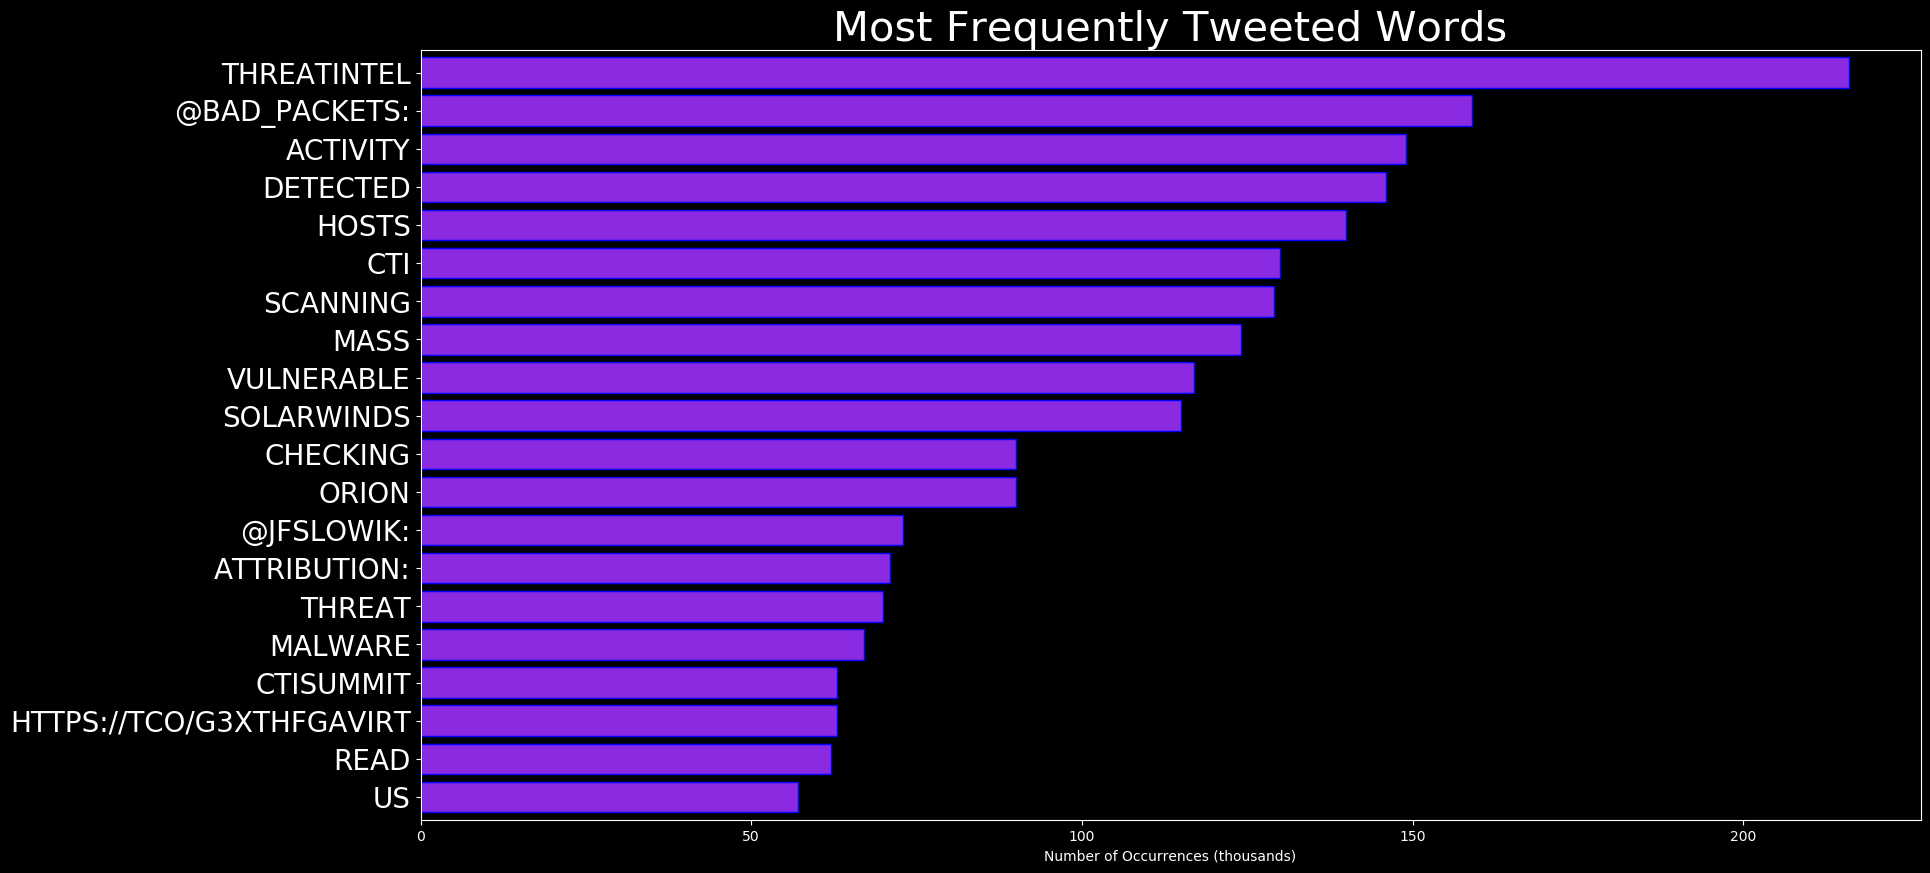 Most Frequently Tweeted Words
THREATINTEL
@BAD_PACKETS:
ACTIVITY
DETECTED
HOSTS
CTI
SCANNING
MASS
VULNERABLE
SOLARWINDS
CHECKING
ORION
@JFSLOWIK:
ATTRIBUTION:
THREAT
MALWARE
CTISUMMIT
HTTPS://TCO/G3XTHFGAVIRT
READ
US
0 50 100 150 200
Number of Occurrences (thousands)